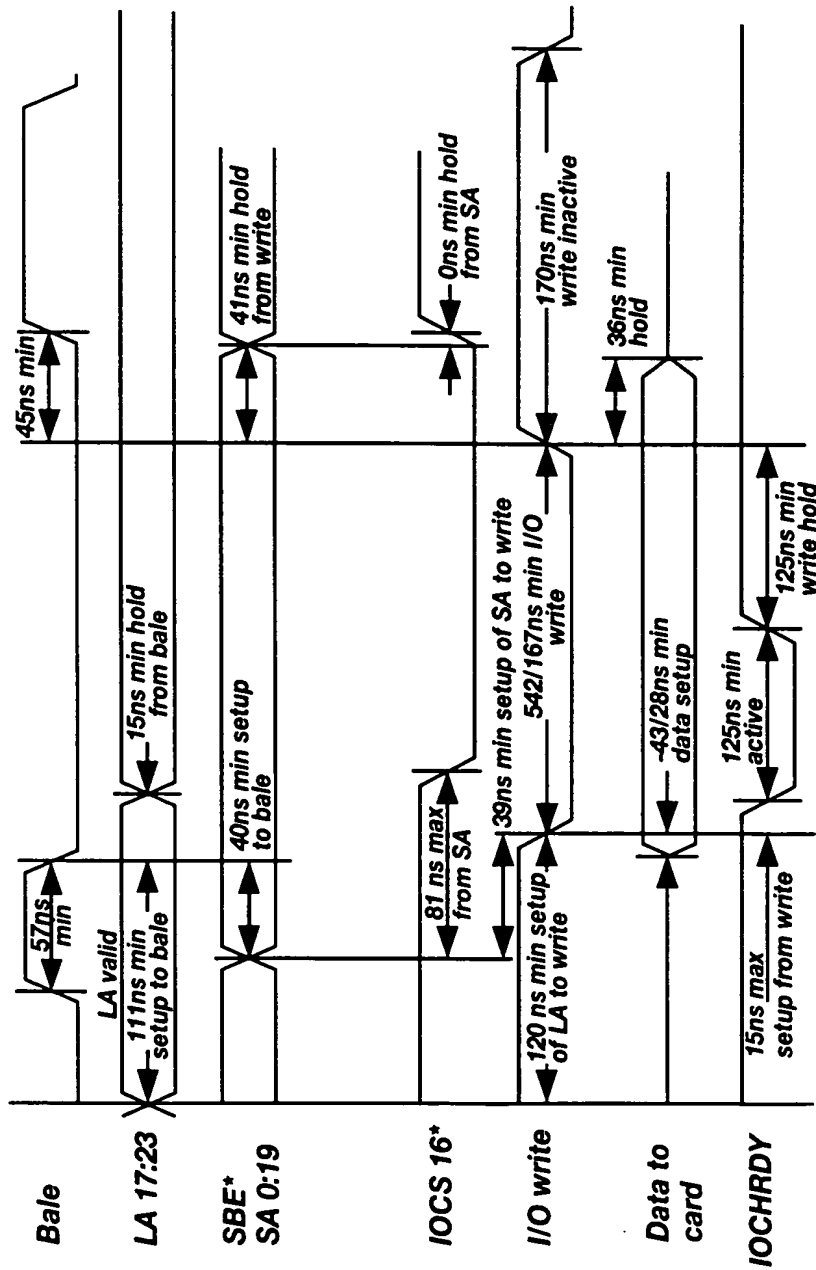 Bale
57ns
min
45ns min
LA 17:23
LA valid
111ns min
setup to bale
15ns min hold
from bale
SBE*
SA 0:19
40ns min setup
to bale
41ns min hold
from write
IOCS 16*
81 ns max
from SA
0ns min hold
from SA
39ns min setup of SA to write
I/O write
120 ns min setup
of LA to write
542/167ns min I/O
write
170ns min
write inactive
Data to
card
-43/28ns min
data setup
36ns min
hold
IOCHRDY
15ns max
setup from write
125ns min
active
125ns min
write hold